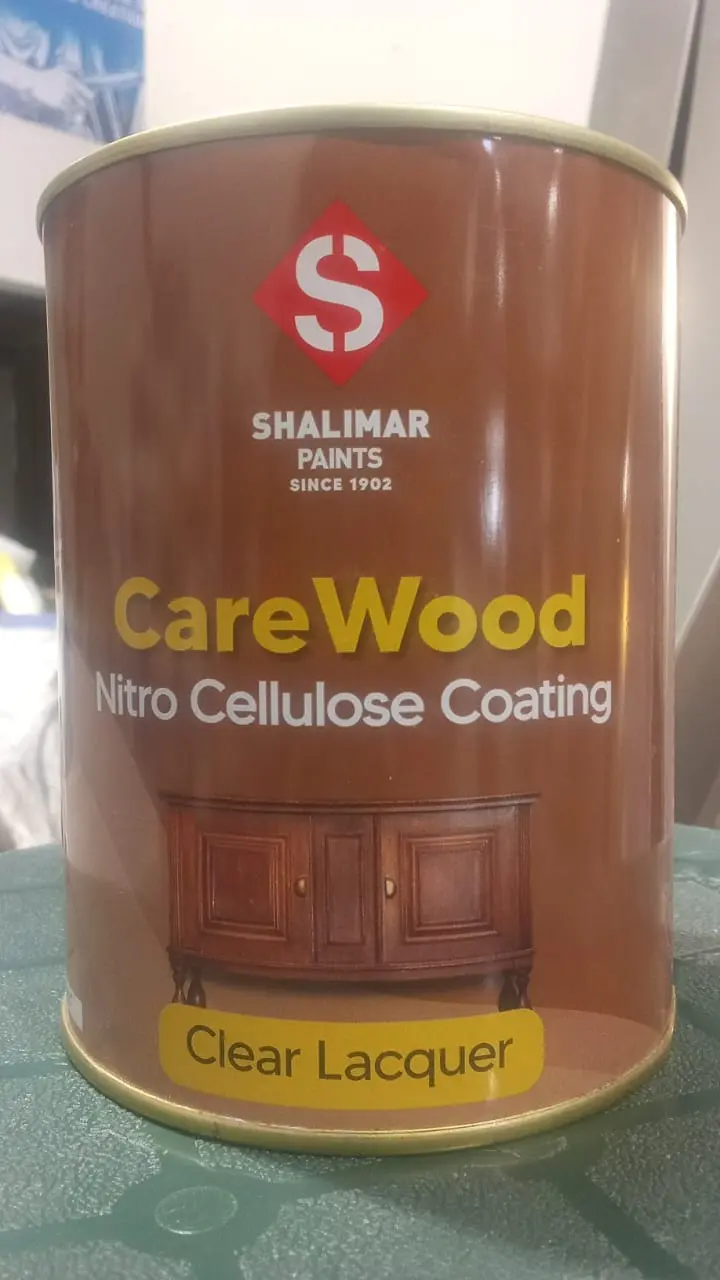 S
SHALIMAR
PAINTS
SINCE 1902
CareWood
Nitro Cellulose Coating
Clear Lacquer